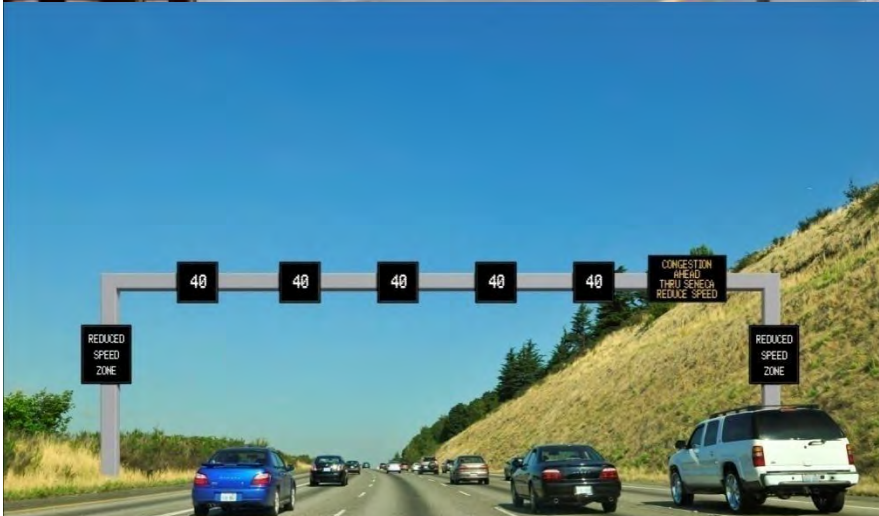 40
40
40
40
40
CONGESTION
AHEAD
THRU SENECA
REDUCE SPEED
REDUCED
SPEED
ZONE
REDUCED
SPEED
ZONE